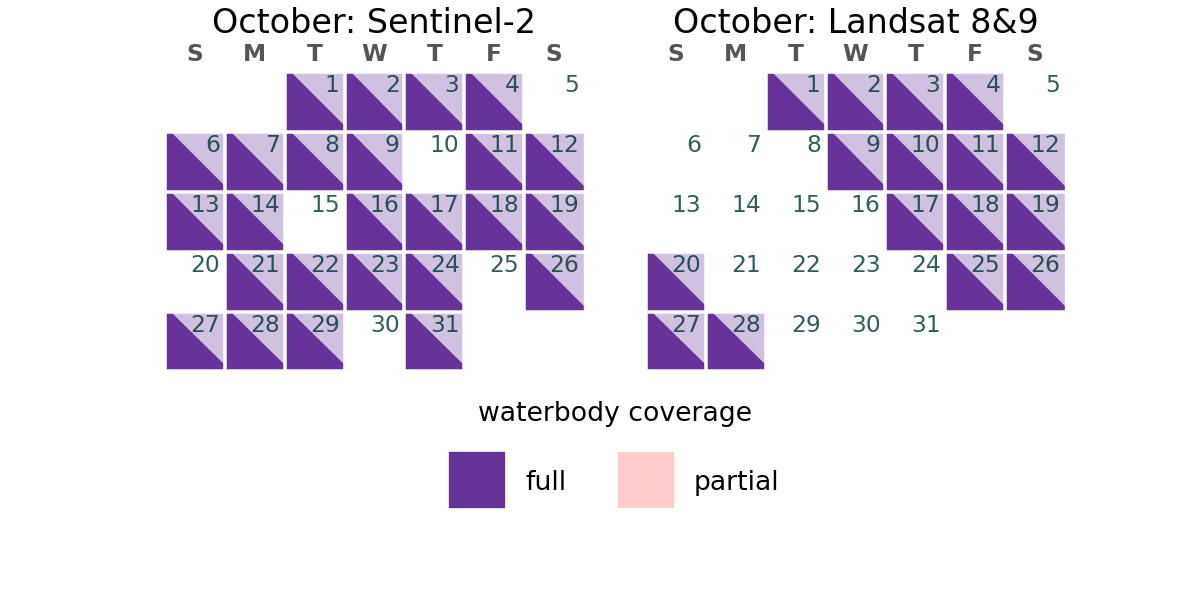 October: Sentinel-2
S M T W T F S
1 2 3 4 5
6 7 8 9 10 11 12
13 14 15 16 17 18 19
20 21 22 23 24 25 26
27 28 29 30 31
October: Landsat 8&9
S M T W T F S
1 2 3 4 5
6 7 8 9 10 11 12
13 14 15 16 17 18 19
20 21 22 23 24 25 26
27 28 29 30 31
waterbody coverage
full partial